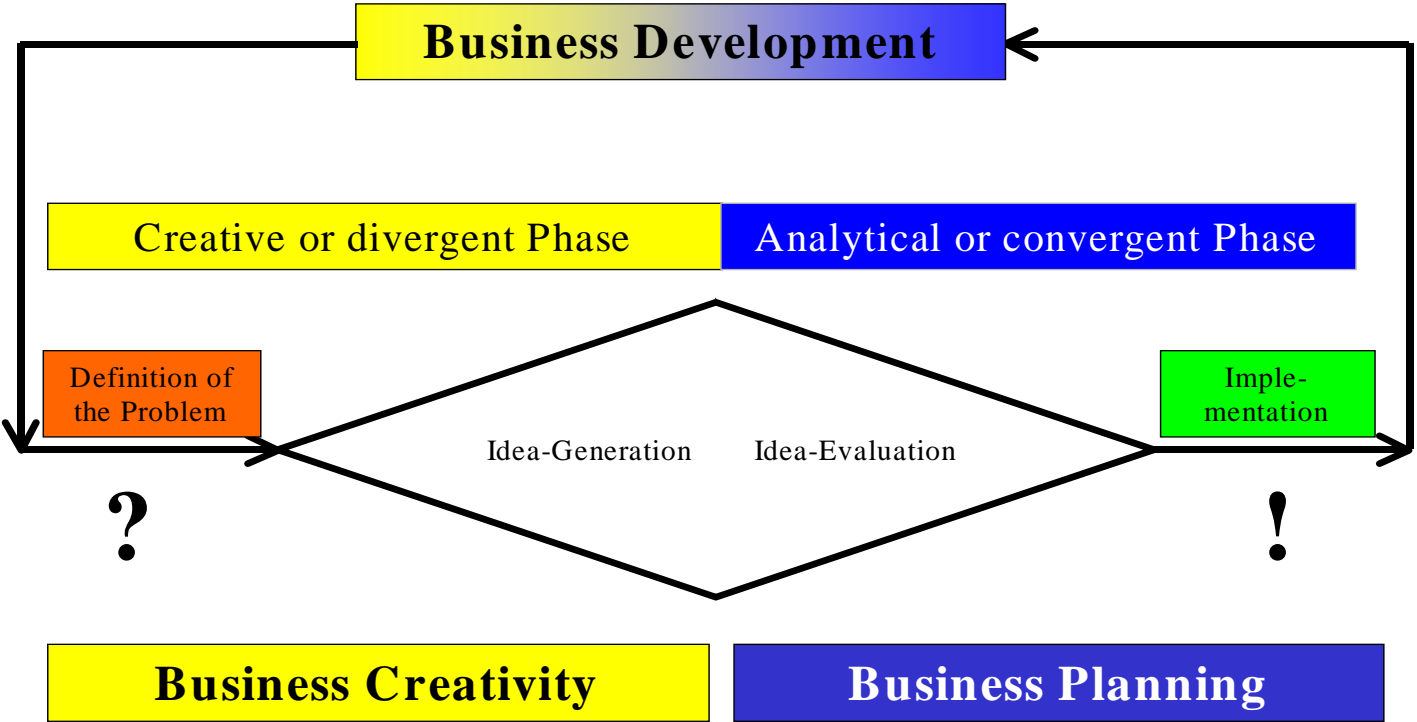 Business Development
Creative or divergent Phase
Analytical or convergent Phase
Definition of
the Problem
Imple-
mentation
Idea-Generation
Idea-Evaluation
?
!
Business Creativity
Business Planning